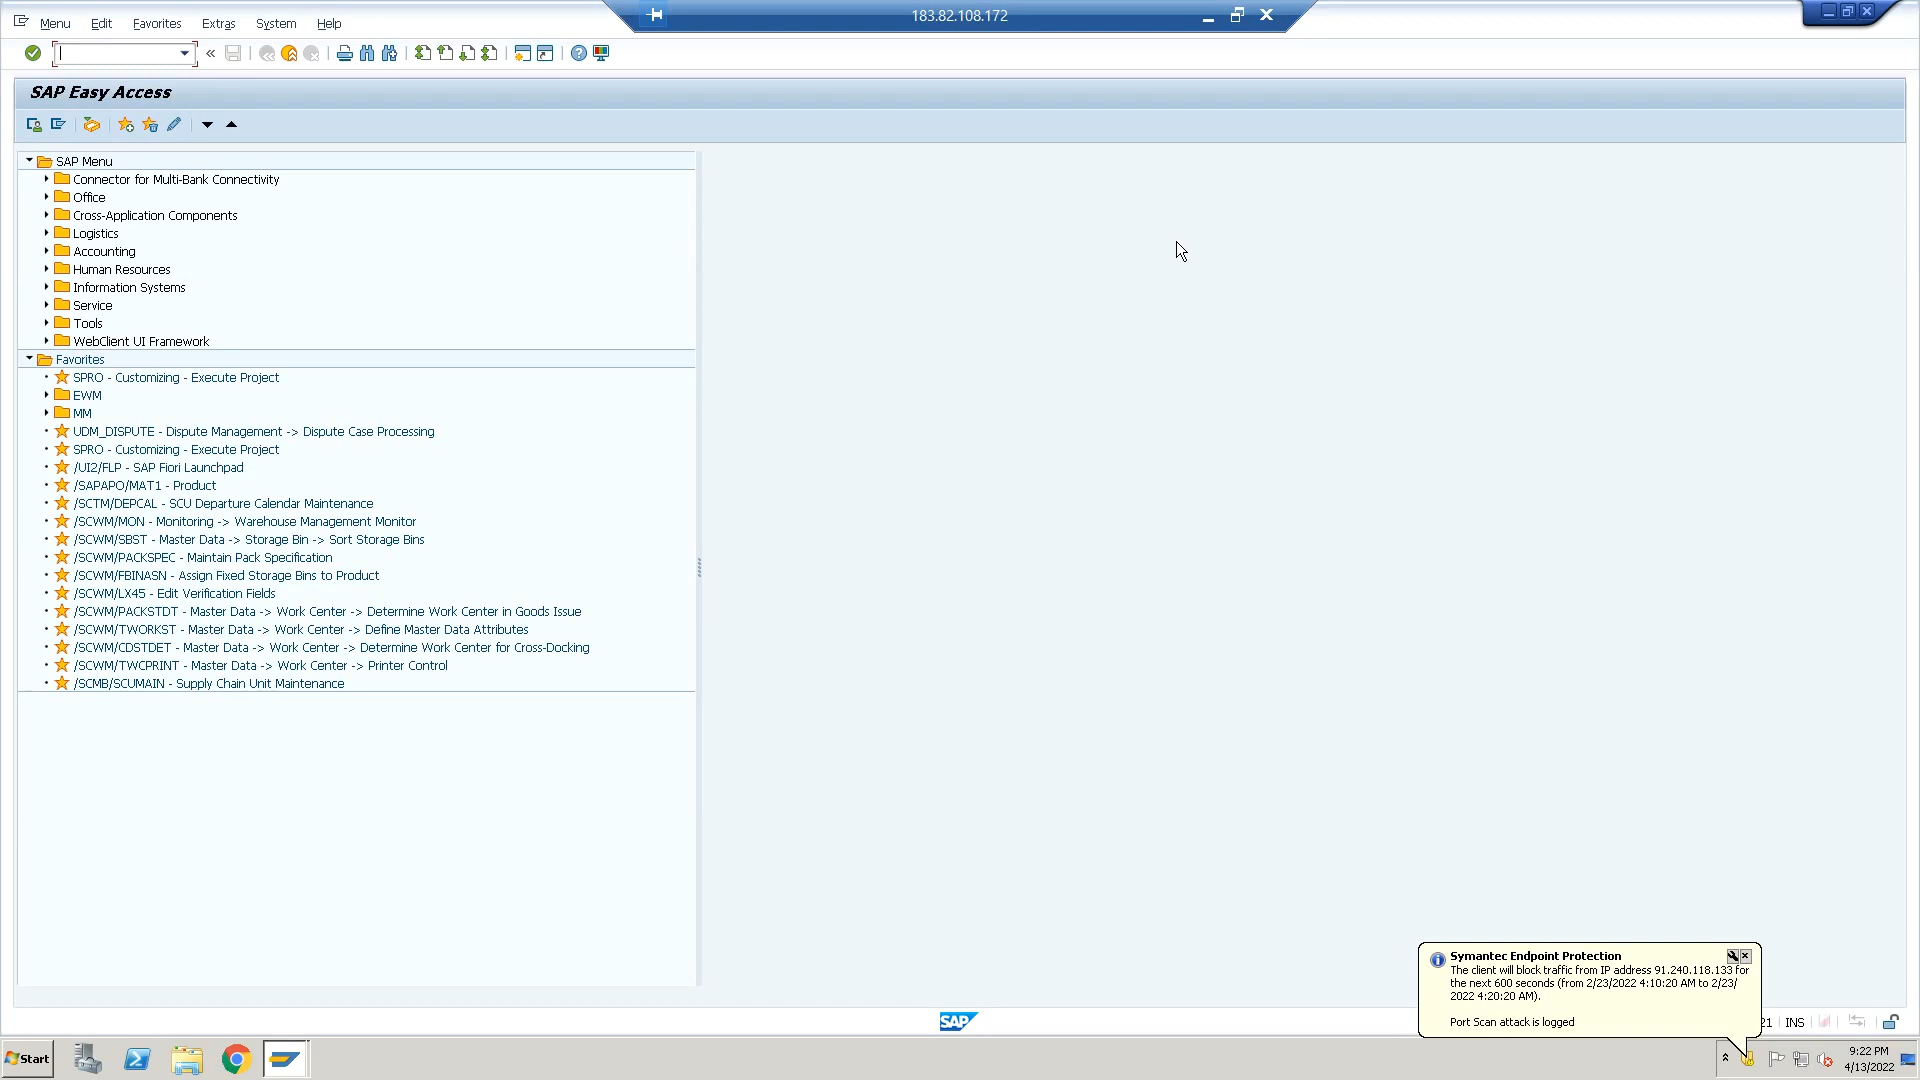 183.82.108.172
Menu Edit Favorites Extras System Help
SAP Easy Access
SAP Menu
Connector for Multi-Bank Connectivity
Office
Cross-Application Components
Logistics
Accounting
Human Resources
Information Systems
Service
Tools
WebClient UI Framework
Favorites
SPRO - Customizing - Execute Project
EWM
MM
UDM_DISPUTE - Dispute Management -> Dispute Case Processing
SPRO - Customizing - Execute Project
/UI2/FLP - SAP Fiori Launchpad
/SAPAPO/MAT1 - Product
/SCTM/DEPCAL - SCU Departure Calendar Maintenance
/SCWM/MON - Monitoring -> Warehouse Management Monitor
/SCWM/SBST - Master Data -> Storage Bin -> Sort Storage Bins
/SCWM/PACKSPEC - Maintain Pack Specification
/SCWM/FBINASN - Assign Fixed Storage Bins to Product
/SCWM/LX45 - Edit Verification Fields
/SCWM/PACKSTDT - Master Data -> Work Center -> Determine Work Center in Goods Issue
/SCWM/TWORKST - Master Data -> Work Center -> Define Master Data Attributes
/SCWM/CDSTDET - Master Data -> Work Center -> Determine Work Center for Cross-Docking
/SCWM/TWCPRINT - Master Data -> Work Center -> Printer Control
/SCMB/SCUMAIN - Supply Chain Unit Maintenance
Symantec Endpoint Protection
The client will block traffic from IP address 91.240.118.133 for
the next 600 seconds (from 2/23/2022 4:10:20 AM to 2/23/
2022 4:20:20 AM).
Port Scan attack is logged
SAP
21 INS
Start
9:22 PM
4/13/2022